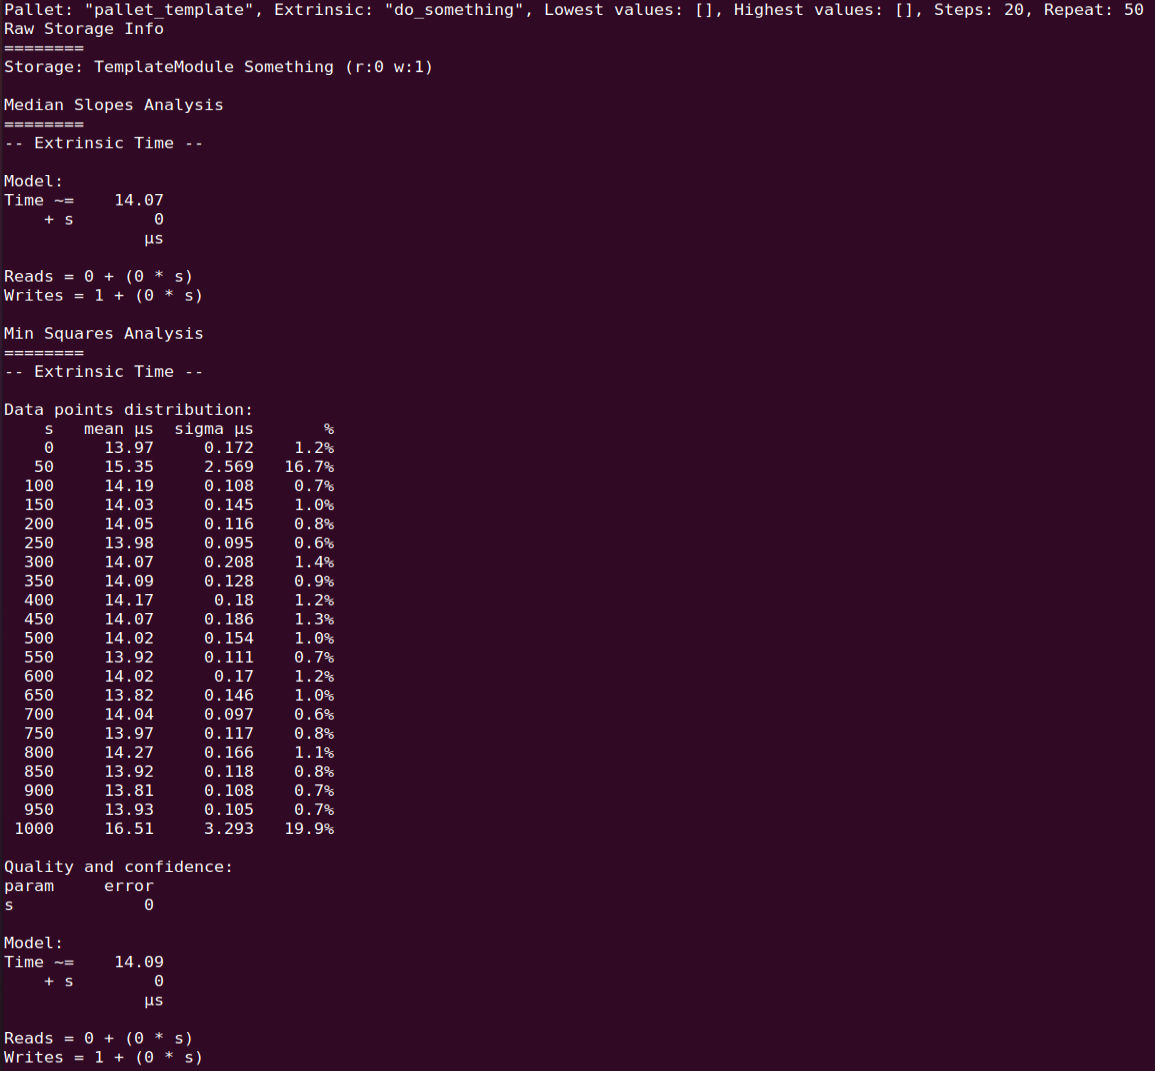 Pallet: "pallet_template", Extrinsic: "do_something", Lowest values: [], Highest values: [], Steps: 20, Repeat: 50
Raw Storage Info
========
Storage: TemplateModule Something (r:0 w:1)

Median Slopes Analysis
========
-- Extrinsic Time --

Model:
Time ~=    14.07
    + s        0
              µs

Reads = 0 + (0 * s)
Writes = 1 + (0 * s)

Min Squares Analysis
========
-- Extrinsic Time --

Data points distribution:
    s   mean µs  sigma µs       %
    0     13.97     0.172    1.2%
   50     15.35     2.569   16.7%
  100     14.19     0.108    0.7%
  150     14.03     0.145    1.0%
  200     14.05     0.116    0.8%
  250     13.98     0.095    0.6%
  300     14.07     0.208    1.4%
  350     14.09     0.128    0.9%
  400     14.17      0.18    1.2%
  450     14.07     0.186    1.3%
  500     14.02     0.154    1.0%
  550     13.92     0.111    0.7%
  600     14.02      0.17    1.2%
  650     13.82     0.146    1.0%
  700     14.04     0.097    0.6%
  750     13.97     0.117    0.8%
  800     14.27     0.166    1.1%
  850     13.92     0.118    0.8%
  900     13.81     0.108    0.7%
  950     13.93     0.105    0.7%
 1000     16.51     3.293   19.9%

Quality and confidence:
param     error
s             0

Model:
Time ~=    14.09
    + s        0
              µs

Reads = 0 + (0 * s)
Writes = 1 + (0 * s)